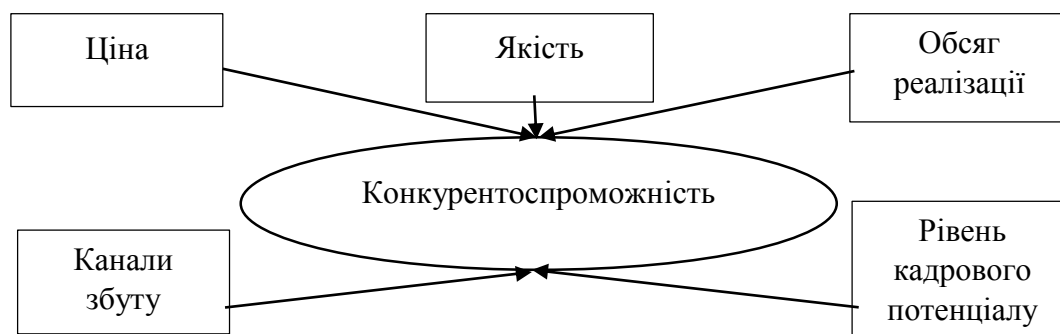 Ціна
Якість
Обсяг
реалізації
Конкурентоспроможність
Канали
збуту
Рівень
кадрового
потенціалу